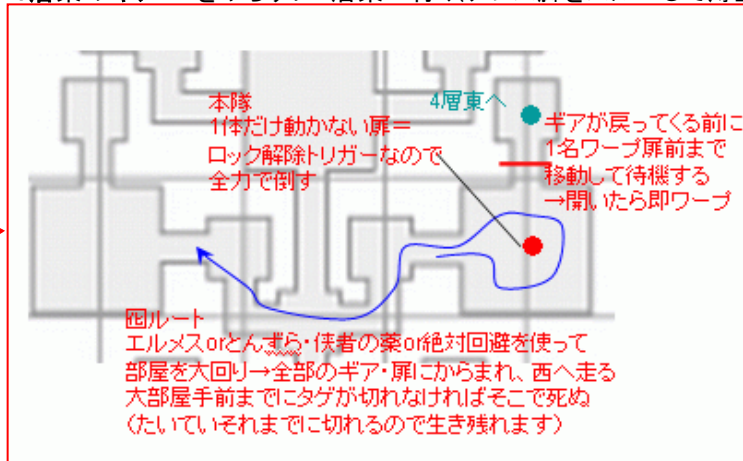 本隊
1体だけ動かない扉＝
ロック解除トリガーなので
全力で倒す
4層東へ
ギアが戻ってくる前に
1名ワープ扉前まで
移動して待機する
→開いたら即ワープ
囮ルート
エルメスorとんずら・侠者の薬or絶対回避を使って
部屋を大回り→全部のギア・扉にからまれ、西へ走る
大部屋手前までにタゲが切れなければそこで死ぬ
（たいていそれまでに切れるので生き残れます）